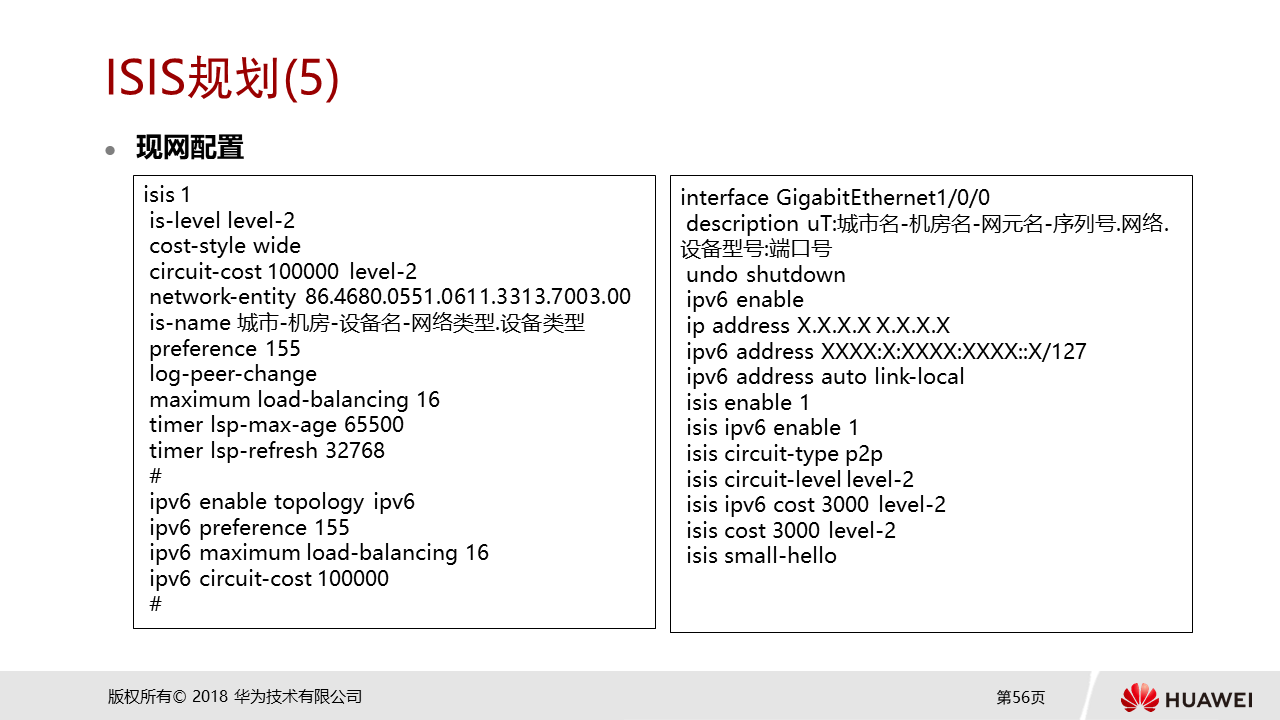 ISIS规划(5)
现网配置
isis 1
is-level level-2
cost-style wide
circuit-cost 100000 level-2
network-entity 86.4680.0551.0611.3313.7003.00
is-name 城市-机房-设备名-网络类型.设备类型
preference 155
log-peer-change
maximum load-balancing 16
timer lsp-max-age 65500
timer lsp-refresh 32768
#
ipv6 enable topology ipv6
ipv6 preference 155
ipv6 maximum load-balancing 16
ipv6 circuit-cost 100000
#
interface GigabitEthernet1/0/0
description uT:城市名-机房名-网元名-序列号.网络.
设备型号:端口号
undo shutdown
ipv6 enable
ip address X.X.X.X X.X.X.X
ipv6 address XXXX:X:XXXX:XXXX::X/127
ipv6 address auto link-local
isis enable 1
isis ipv6 enable 1
isis circuit-type p2p
isis circuit-level level-2
isis ipv6 cost 3000 level-2
isis cost 3000 level-2
isis small-hello
版权所有© 2018 华为技术有限公司
第56页
HUAWEI